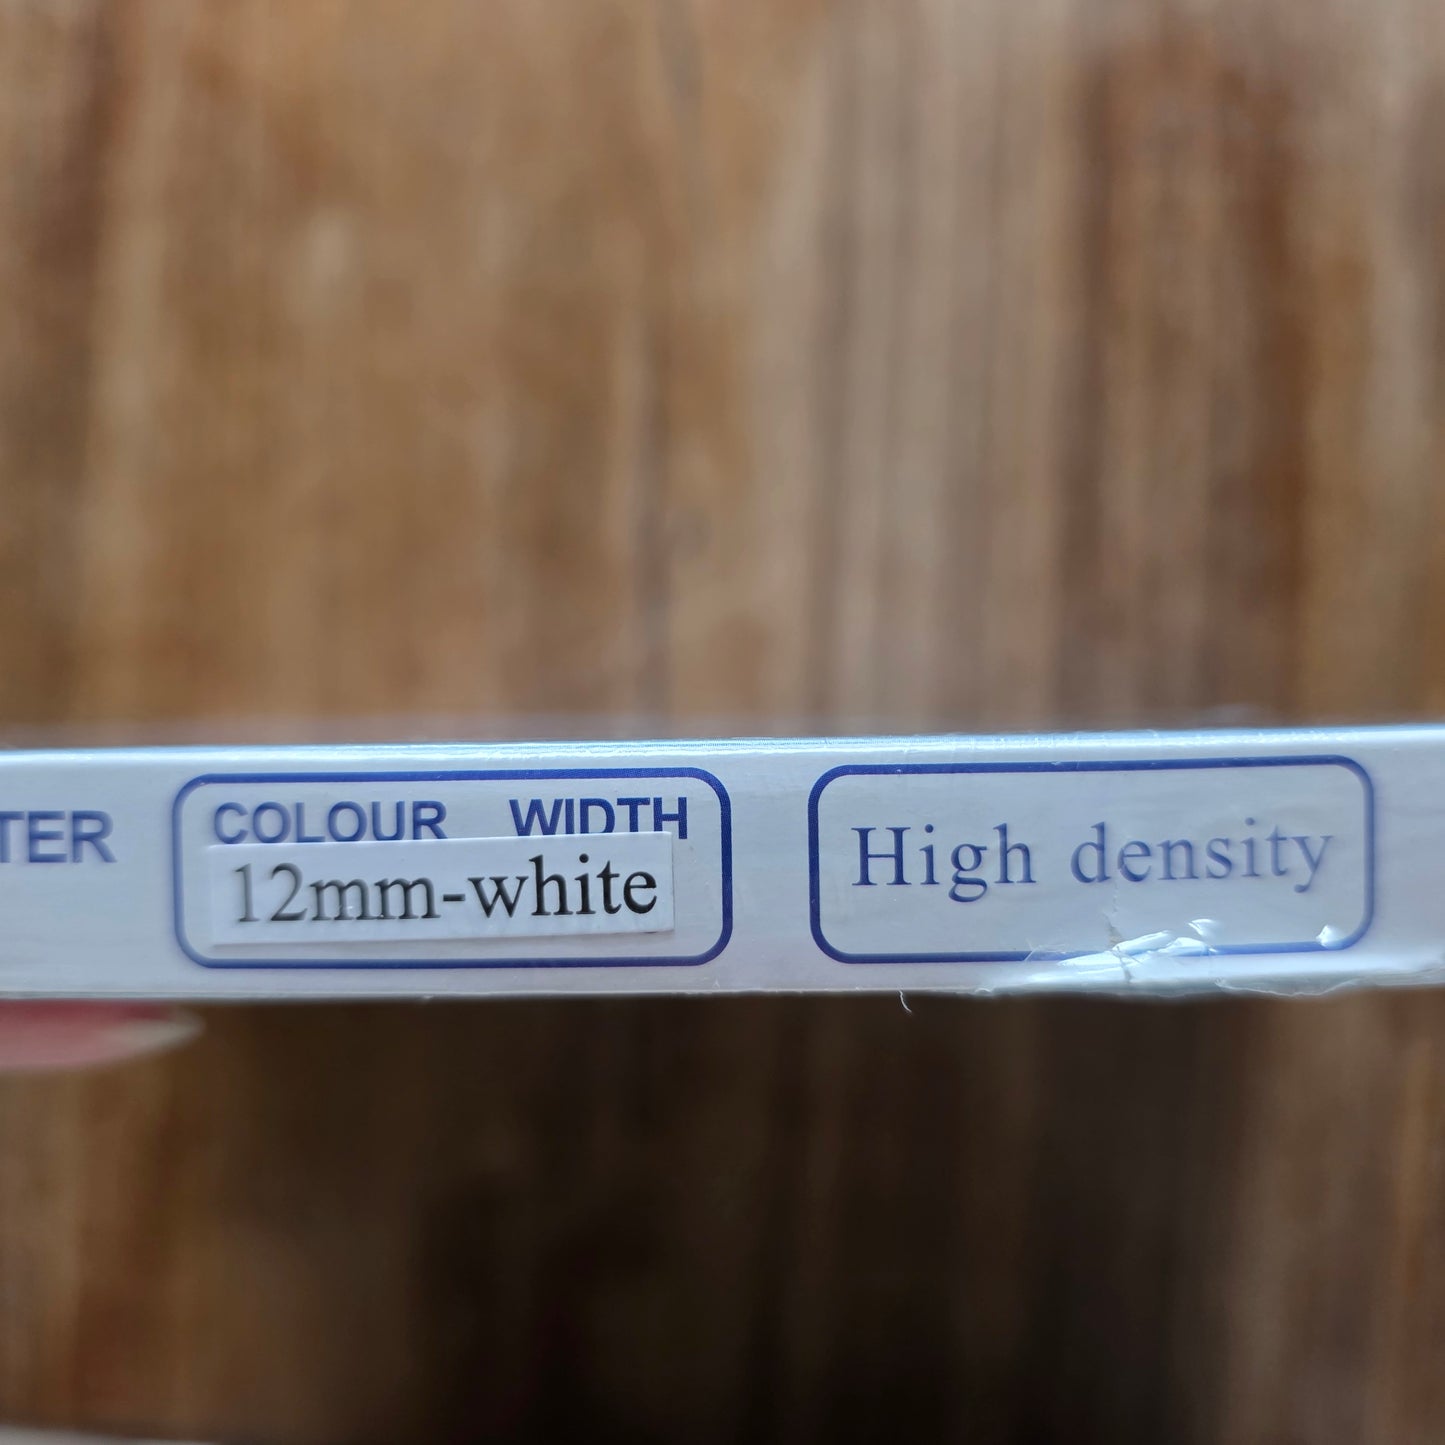 TER
COLOUR WIDTH
12mm-white
High density